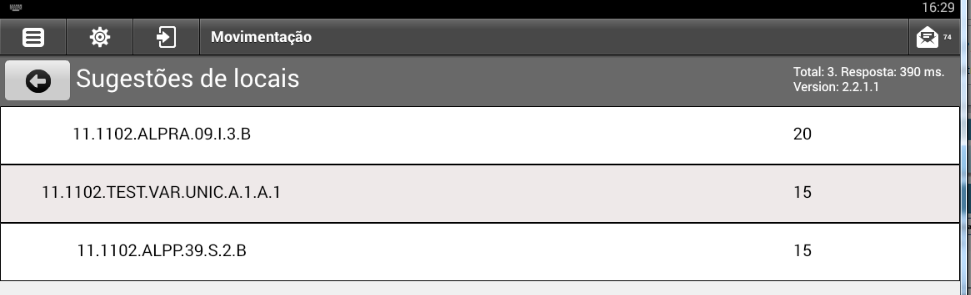 16:29
Movimentação
74
Sugestões de locais
Total: 3. Resposta: 390 ms.
Version: 2.2.1.1
11.1102.ALPRA.09.I.3.B 20
11.1102.TEST.VAR.UNIC.A.1.A.1 15
11.1102.ALPP.39.S.2.B 15